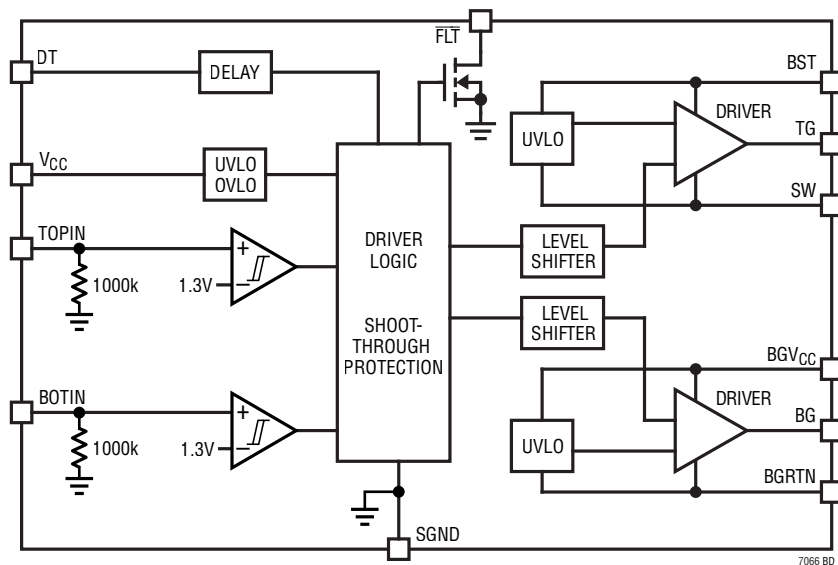 FLT
DT
DELAY
BST
DRIVER
TG
UVLO
SW
VCC
UVLO
OVLO
TOPIN
1000k
1.3V
+
−
DRIVER
LOGIC
SHOOT-
THROUGH
PROTECTION
LEVEL
SHIFTER
LEVEL
SHIFTER
BOTIN
1000k
1.3V
+
−
BGVCC
DRIVER
UVLO
BG
BGRTN
SGND
7066 BD